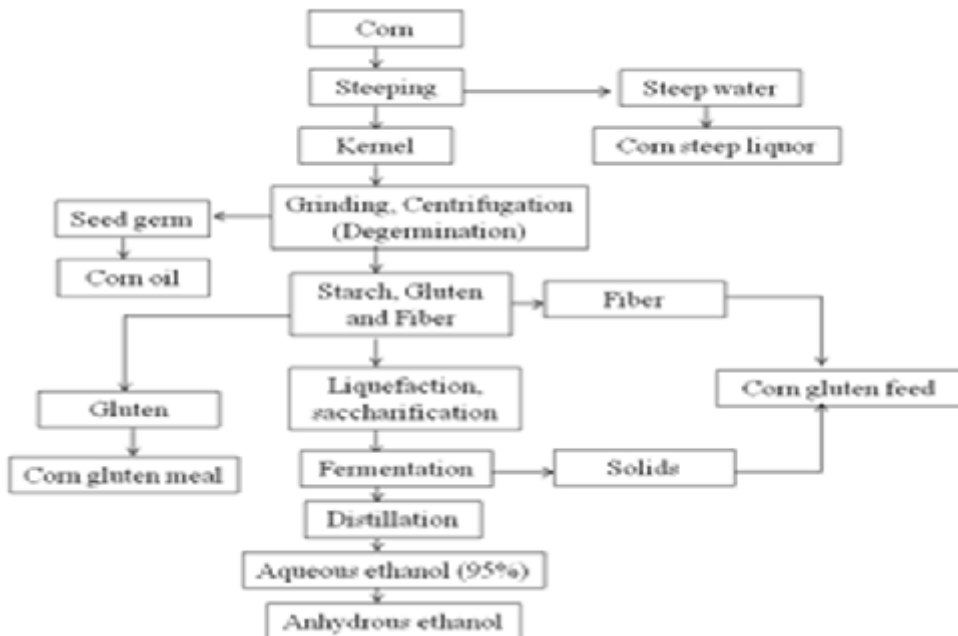 Corn
Steeping
Steep water
Kernel
Corn steep liquor
Grinding, Centrifugation
(Degermination)
Seed germ
Corn oil
Starch, Gluten
and Fiber
Fiber
Liquefaction,
saccharification
Corn gluten feed
Gluten
Corn gluten meal
Fermentation
Solids
Distillation
Aqueous ethanol (95%)
Anhydrous ethanol